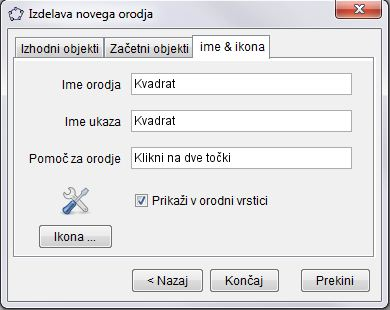 Izdelava novega orodja
Izhodni objekti Začetni objekti ime & ikona
Ime orodja Kvadrat
Ime ukaza Kvadrat
Pomoč za orodje Klikni na dve točki
Prikaži v orodni vrstici
Ikona ...
< Nazaj Končaj Prekini